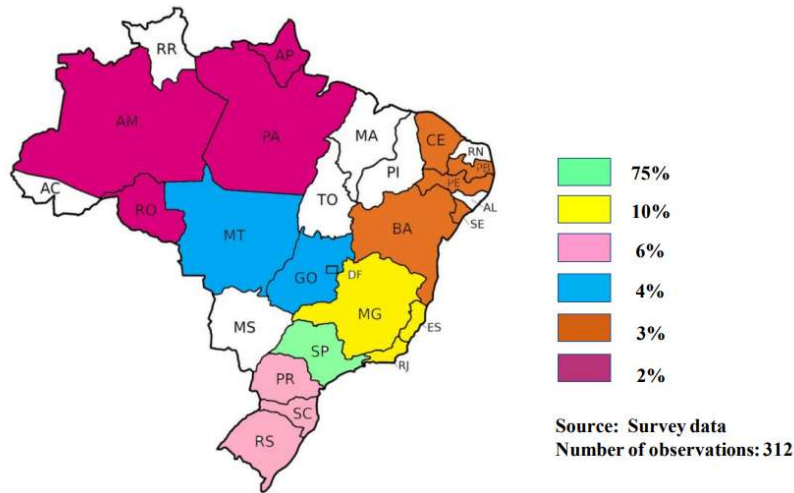 RR
AP
AM
PA
MA
CE
RN
PB
PI
PE
AC
TO
AL
SE
RO
BA
MT
GO
DF
MG
ES
MS
SP
RJ
PR
SC
RS
75%
10%
6%
4%
3%
2%
Source: Survey data
Number of observations: 312